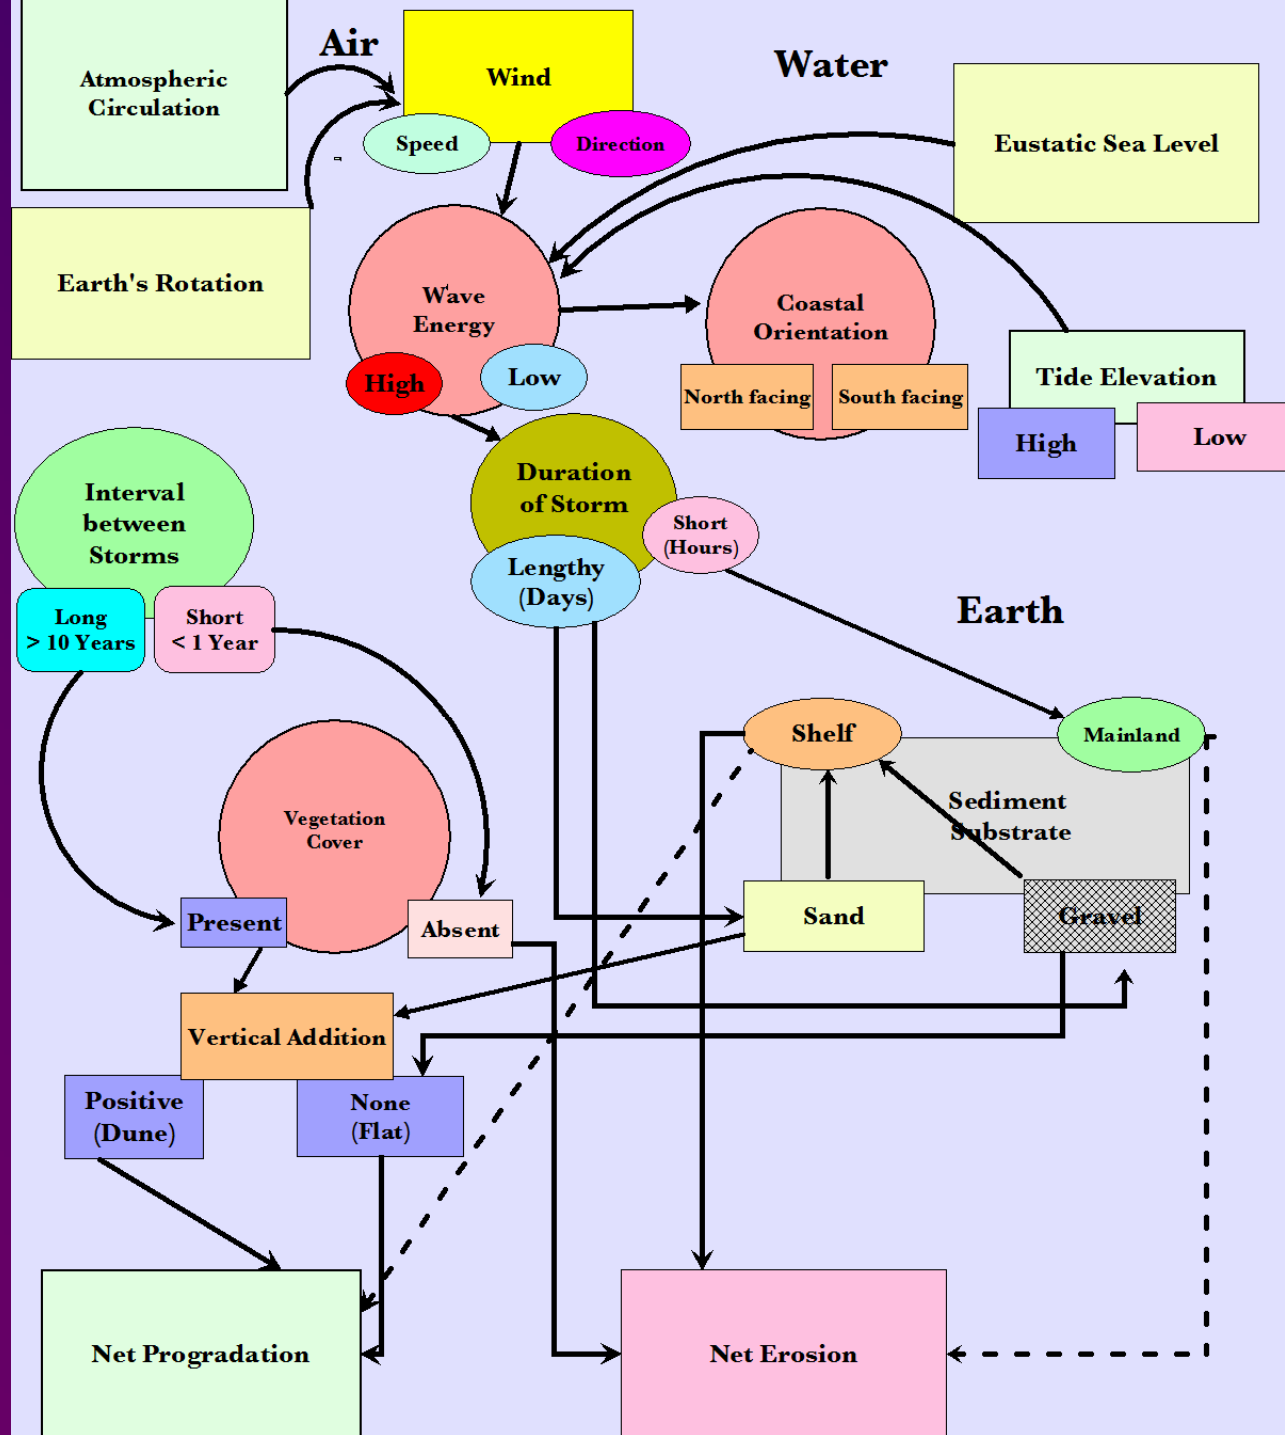 Air
Water
Atmospheric
Circulation
Wind
Speed
Direction
Eustatic Sea Level
Earth's Rotation
Wave
Energy
High
Low
Coastal
Orientation
North facing
South facing
Tide Elevation
High
Low
Interval
between
Storms
Long
> 10 Years
Short
< 1 Year
Duration
of Storm
Short
(Hours)
Lengthy
(Days)
Earth
Shelf
Mainland
Sediment
Substrate
Sand
Gravel
Vegetation
Cover
Present
Absent
Vertical Addition
Positive
(Dune)
None
(Flat)
Net Progradation
Net Erosion